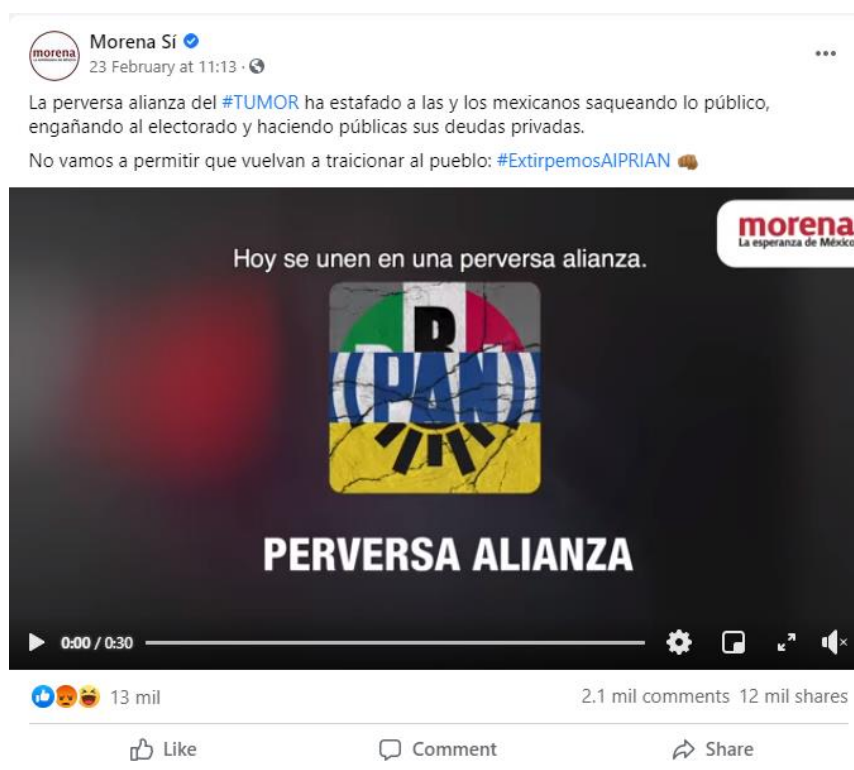 morena
Morena Sí
23 February at 11:13 ·
La perversa alianza del #TUMOR ha estafado a las y los mexicanos saqueando lo público,
engañando al electorado y haciendo públicas sus deudas privadas.
No vamos a permitir que vuelvan a traicionar al pueblo: #ExtirpemosAlPRIAN
morena
La esperanza de México
Hoy se unen en una perversa alianza.
R
PAN
PERVERSA ALIANZA
0:00 / 0:30
13 mil
2.1 mil comments 12 mil shares
Like Comment Share